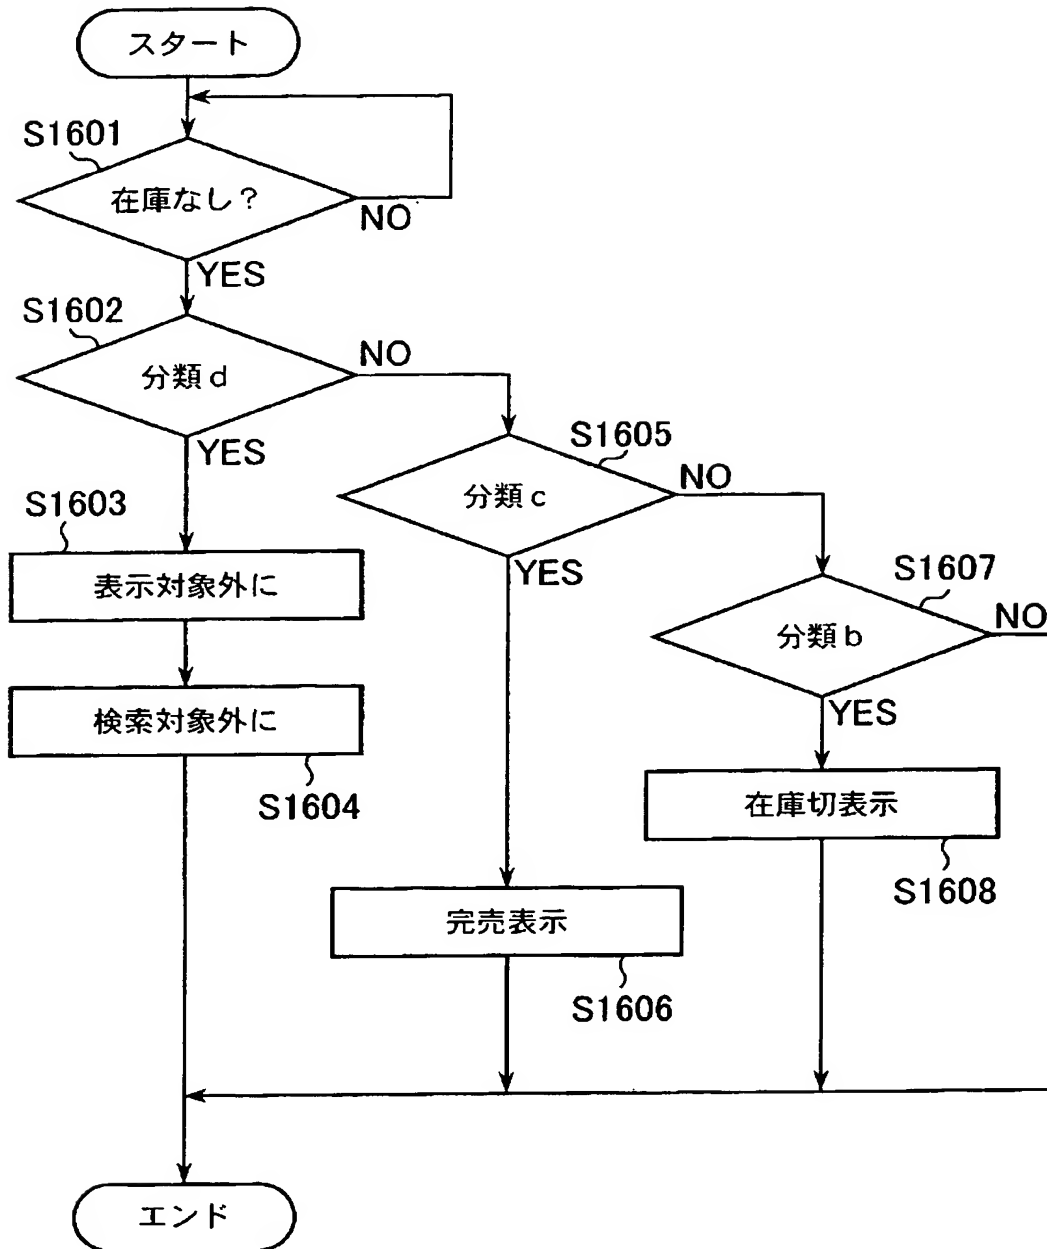 スタート
S1601
在庫なし?
NO
YES
S1602
分類d
NO
YES
S1605
分類c
NO
YES
S1603
表示対象外に
S1607
分類b
NO
YES
検索対象外に
S1604
在庫切表示
S1608
完売表示
S1606
エンド